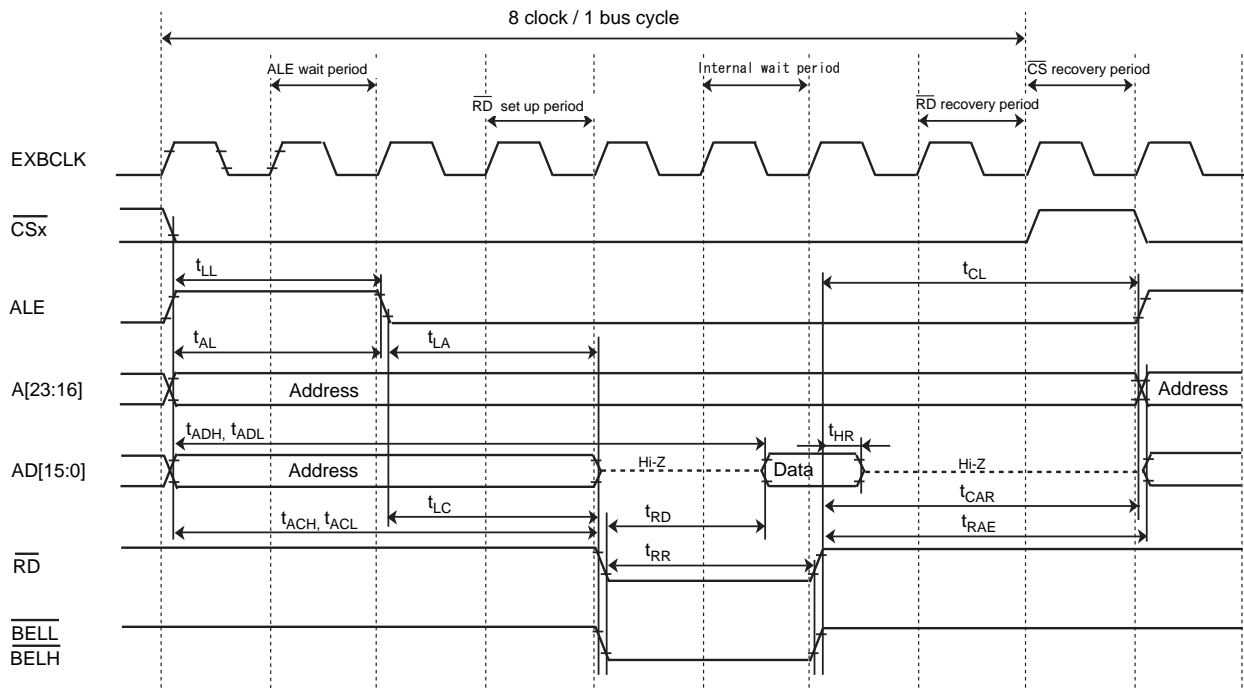 8 clock / 1 bus cycle
ALE wait period
Internal wait period
CS recovery period
RD set up period
RD recovery period
EXBCLK
CSx
tLL
tCL
ALE
tAL
tLA
A[23:16]
Address
Address
tADH, tADL
tHR
AD[15:0]
Address
Hi-Z
Data
Hi-Z
tLC
tRD
tCAR
tACH, tACL
tRAE
RD
tRR
BELL
BELH